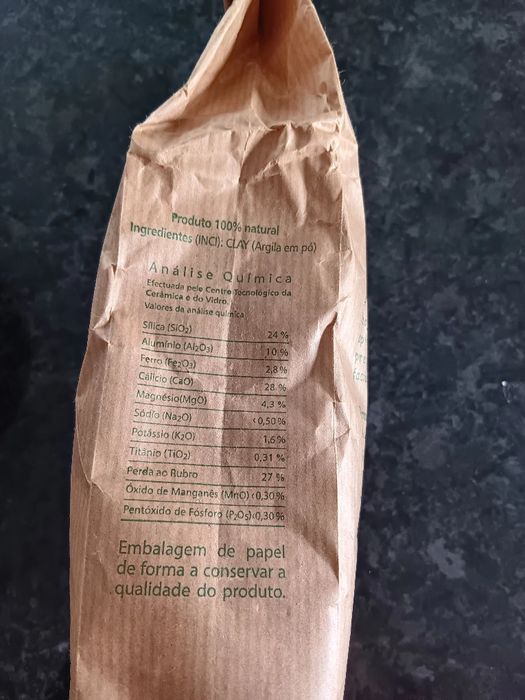 Produto 100% natural
Ingredientes (INCI): CLAY (Argila em pó)
Análise Química
Efectuada pelo Centro Tecnológico da
Cerâmica e do Vidro.
Valores da análise química
Sílica (SiO₂) 24 %
Alumínio (Al₂O₃) 10 %
Ferro (Fe₂O₃) 2,8%
Cálcio (CaO) 28 %
Magnésio(MgO) 4,3 %
Sódio (Na₂O) <0,50%
Potássio (K₂O) 1,6%
Titânio (TiO₂) 0,31 %
Perda ao Rubro 27 %
Óxido de Manganês (MnO) <0,30%
Pentóxido de Fósforo (P₂O₅)<0,30%
Embalagem de papel
de forma a conservar a
qualidade do produto.